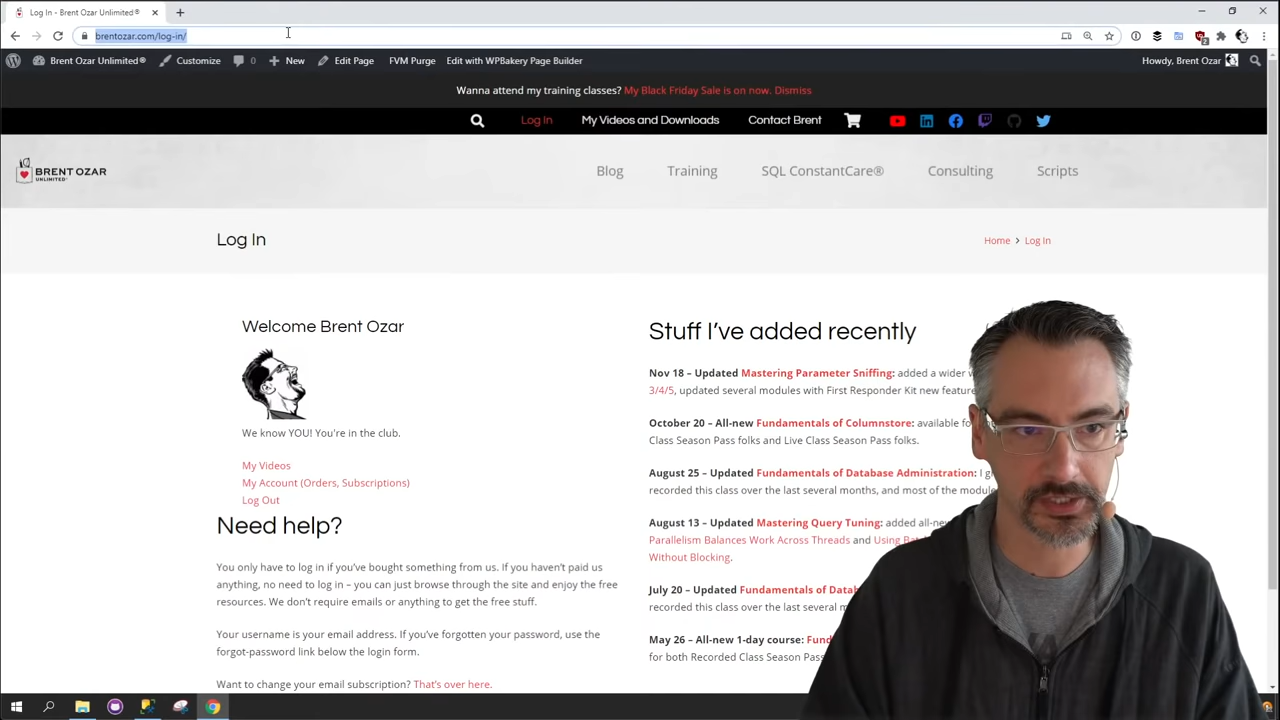 Log In - Brent Ozar Unlimited®
brentozar.com/log-in/
2
Brent Ozar Unlimited®
Customize
0
New
Edit Page
FVM Purge
Edit with WPBakery Page Builder
Howdy, Brent Ozar
Wanna attend my training classes? My Black Friday Sale is on now. Dismiss
Log In
My Videos and Downloads
Contact Brent
BRENT OZAR
UNLIMITED®
Blog
Training
SQL ConstantCare®
Consulting
Scripts
Log In
Home > Log In
Welcome Brent Ozar
We know YOU! You're in the club.
My Videos
My Account (Orders, Subscriptions)
Log Out
Need help?
You only have to log in if you've bought something from us. If you haven't paid us
anything, no need to log in – you can just browse through the site and enjoy the free
resources. We don't require emails or anything to get the free stuff.
Your username is your email address. If you've forgotten your password, use the
forgot-password link below the login form.
Want to change your email subscription? That's over here.
Stuff I've added recently
Nov 18 – Updated Mastering Parameter Sniffing: added a wider
3/4/5, updated several modules with First Responder Kit new feature
October 20 – All-new Fundamentals of Columnstore: available fo
Class Season Pass folks and Live Class Season Pass folks.
August 25 – Updated Fundamentals of Database Administration: I
recorded this class over the last several months, and most of the module
August 13 – Updated Mastering Query Tuning: added all-new
Parallelism Balances Work Across Threads and Using
Without Blocking.
July 20 – Updated Fundamentals of Datab
recorded this class over the last several m
May 26 – All-new 1-day course: Fund
for both Recorded Class Season Pass